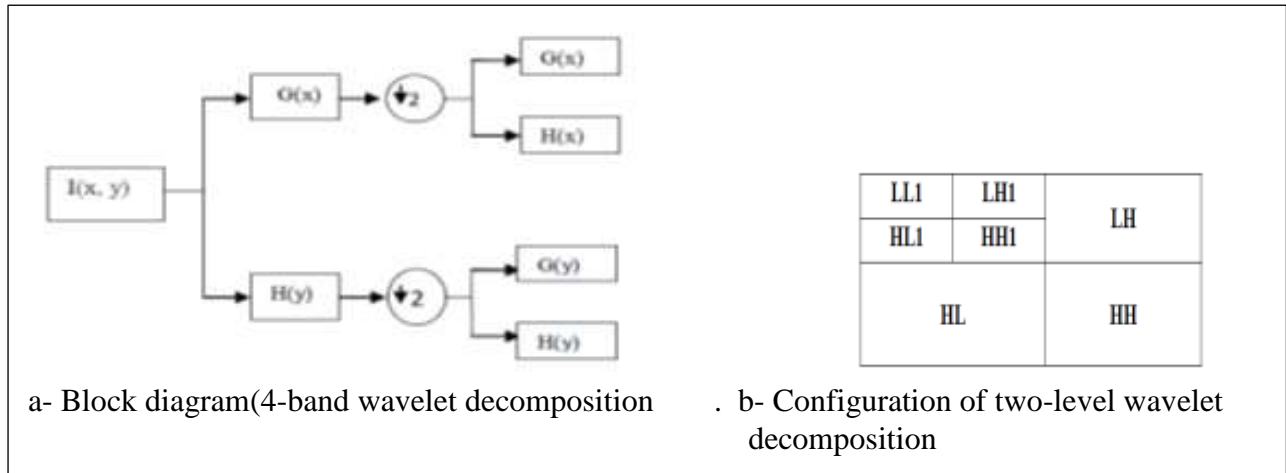 G(x)
G(x)
↓2
H(x)
I(x, y)
G(y)
H(y)
↓2
H(y)
a- Block diagram(4-band wavelet decomposition
LL1 LH1
LH
HL1 HH1
HL HH
. b- Configuration of two-level wavelet
decomposition